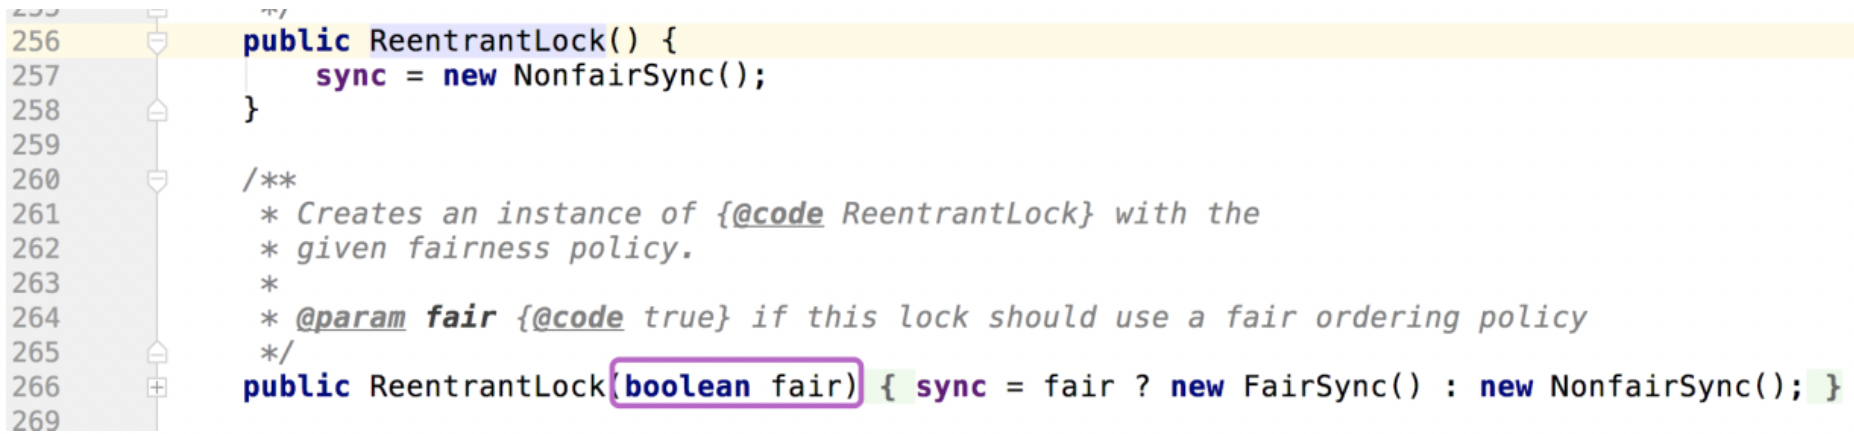 255 */
256 public ReentrantLock() {
257 sync = new NonfairSync();
258 }
259
260 /**
261 * Creates an instance of {@code ReentrantLock} with the
262 * given fairness policy.
263 *
264 * @param fair {@code true} if this lock should use a fair ordering policy
265 */
266 public ReentrantLock(boolean fair) { sync = fair ? new FairSync() : new NonfairSync(); }
269